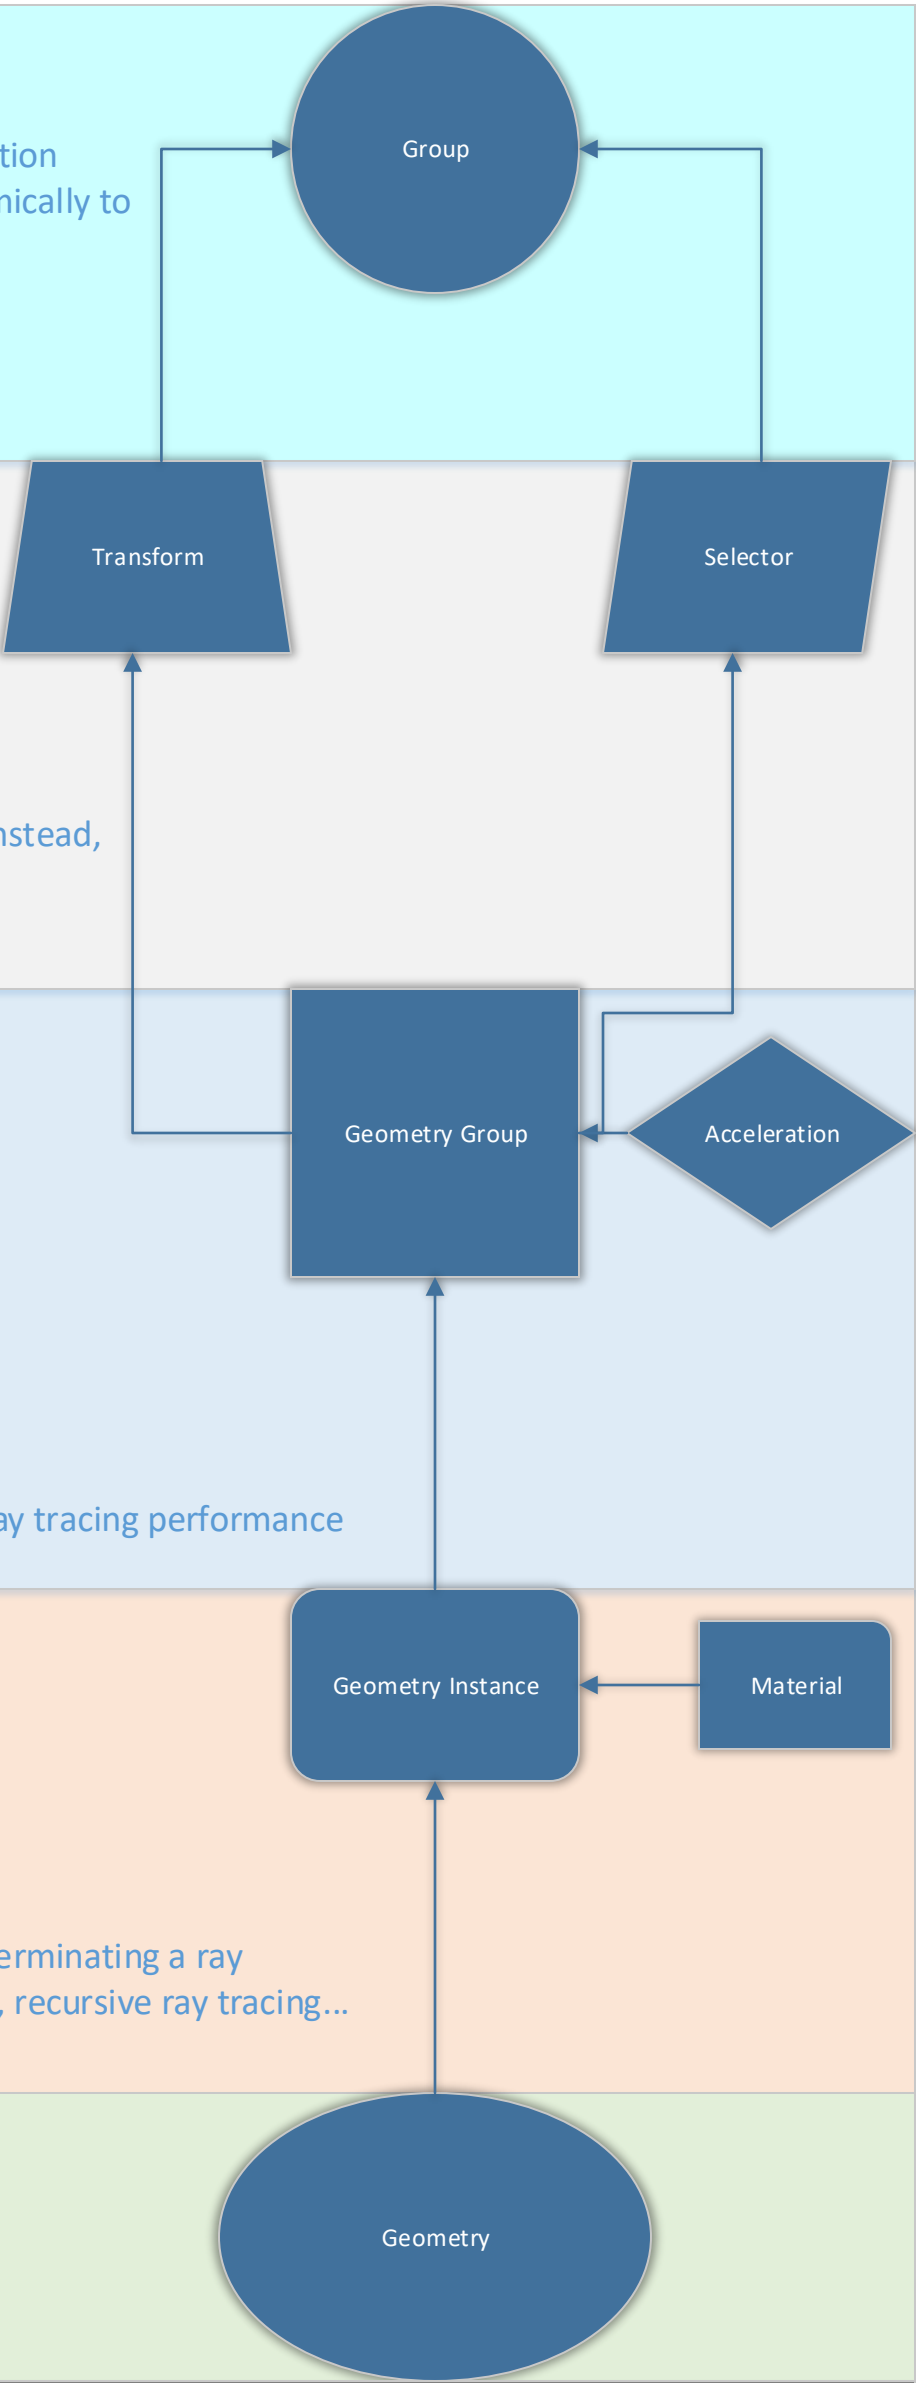 Group
tion
nically to
Transform
Selector
nstead,
Geometry Group
Acceleration
ay tracing performance
Geometry Instance
Material
erminating a ray
, recursive ray tracing...
Geometry